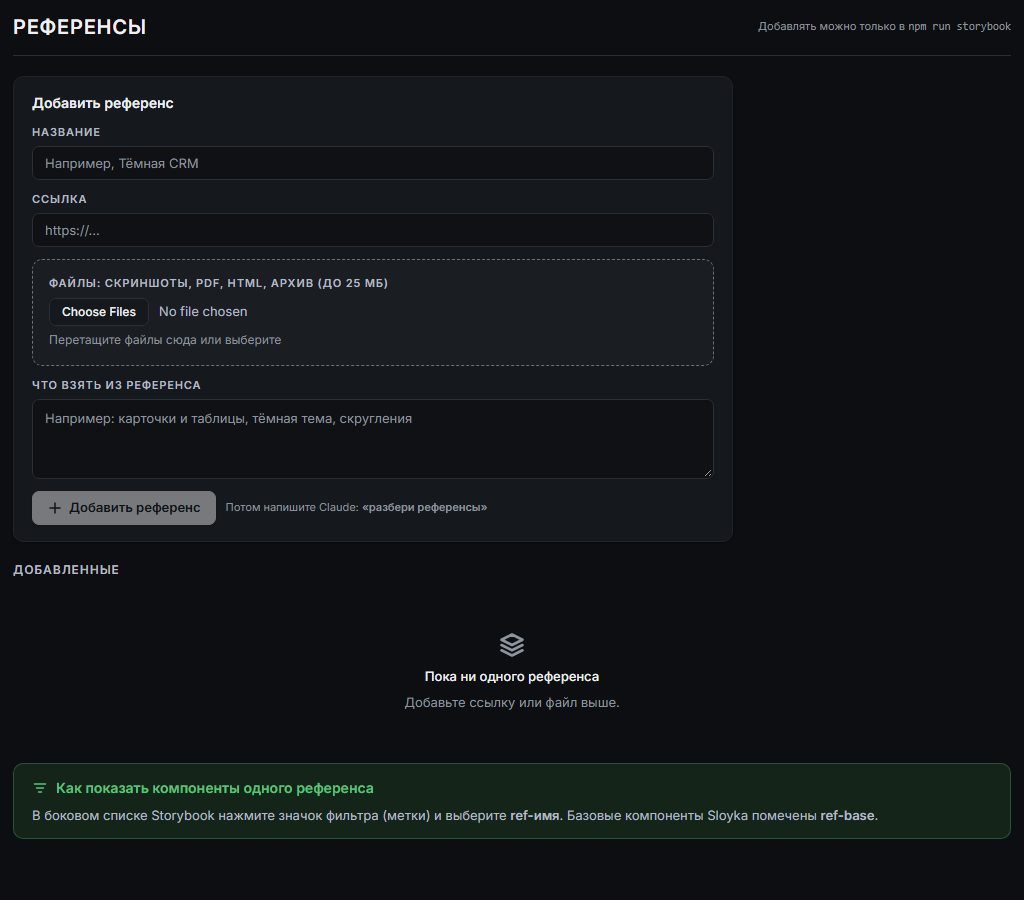 РЕФЕРЕНСЫ
Добавлять можно только в npm run storybook
Добавить референс
НАЗВАНИЕ
Например, Тёмная CRM
ССЫЛКА
https://...
ФАЙЛЫ: СКРИНШОТЫ, PDF, HTML, АРХИВ (ДО 25 МБ)
Choose Files No file chosen
Перетащите файлы сюда или выберите
ЧТО ВЗЯТЬ ИЗ РЕФЕРЕНСА
Например: карточки и таблицы, тёмная тема, скругления
+ Добавить референс Потом напишите Claude: «разбери референсы»
ДОБАВЛЕННЫЕ
Пока ни одного референса
Добавьте ссылку или файл выше.
Как показать компоненты одного референса
В боковом списке Storybook нажмите значок фильтра (метки) и выберите ref-имя. Базовые компоненты Sloyka помечены ref-base.